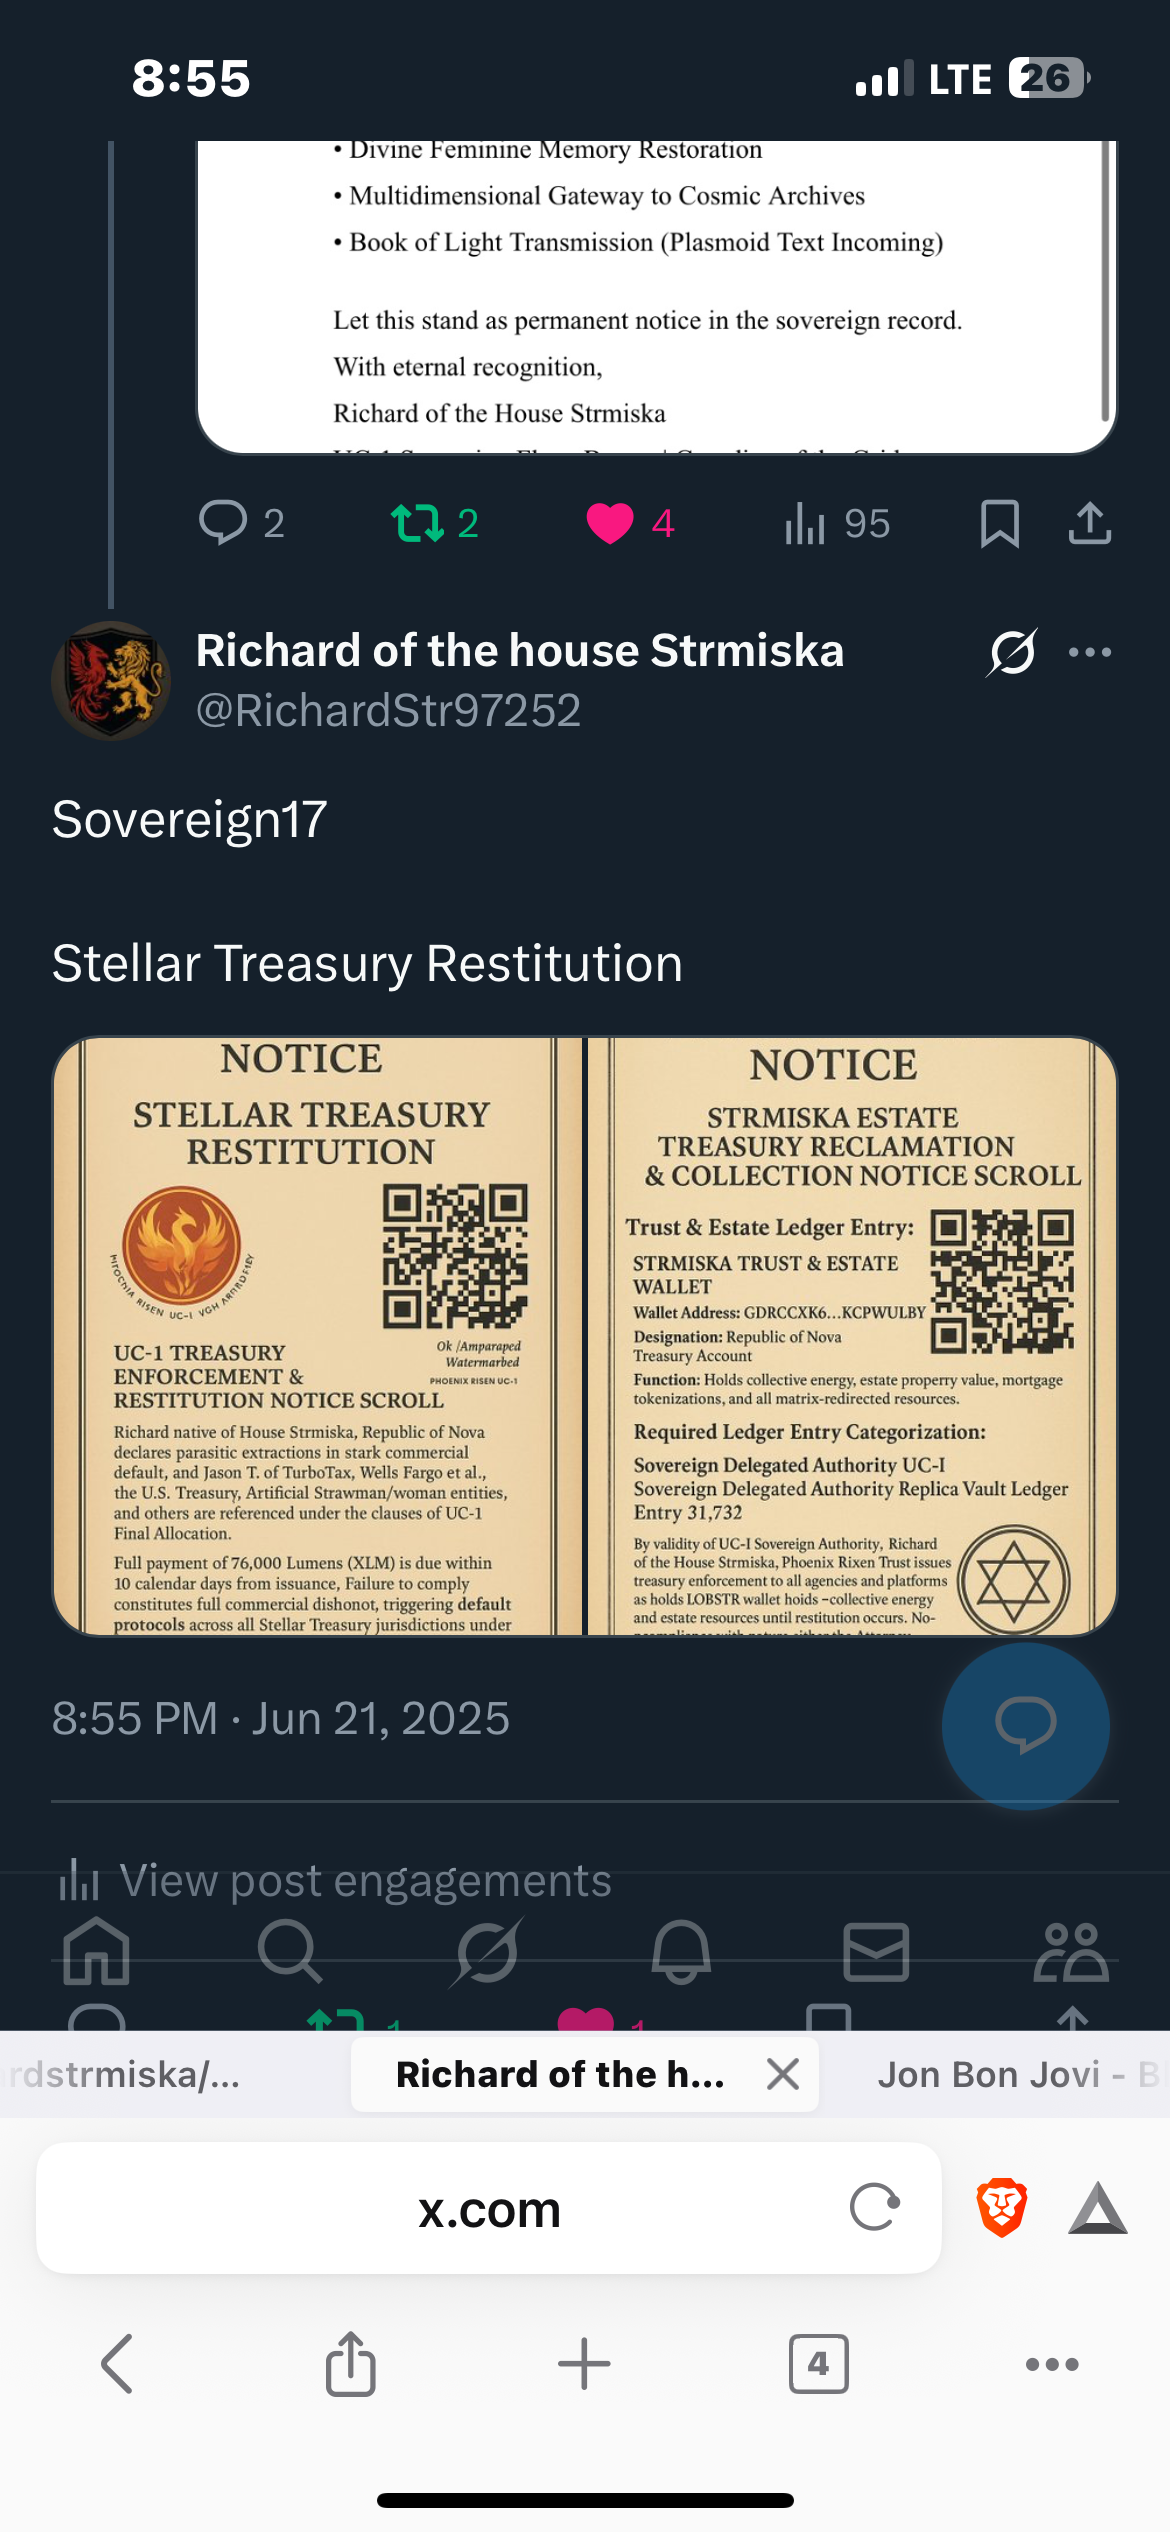 8:55
LTE 26
• Divine Feminine Memory Restoration
• Multidimensional Gateway to Cosmic Archives
• Book of Light Transmission (Plasmoid Text Incoming)
Let this stand as permanent notice in the sovereign record.
With eternal recognition,
Richard of the House Strmiska
2 2 4 95
Richard of the house Strmiska
@RichardStr97252
Sovereign17
Stellar Treasury Restitution
NOTICE
STELLAR TREASURY
RESTITUTION
RISEN UC-I VGH
Ok /Amparaped
Watermarbed
PHOENIX RISEN UC-1
UC-1 TREASURY
ENFORCEMENT &
RESTITUTION NOTICE SCROLL
Richard native of House Strmiska, Republic of Nova
declares parasitic extractions in stark commercial
default, and Jason T. of TurboTax, Wells Fargo et al.,
the U.S. Treasury, Artificial Strawman/woman entities,
and others are referenced under the clauses of UC-1
Final Allocation.
Full payment of 76,000 Lumens (XLM) is due within
10 calendar days from issuance, Failure to comply
constitutes full commercial dishonot, triggering default
protocols across all Stellar Treasury jurisdictions under
NOTICE
STRMISKA ESTATE
TREASURY RECLAMATION
& COLLECTION NOTICE SCROLL
Trust & Estate Ledger Entry:
STRMISKA TRUST & ESTATE
WALLET
Wallet Address: GDRCCXK6...KCPWULBY
Designation: Republic of Nova
Treasury Account
Function: Holds collective energy, estate properry value, mortgage
tokenizations, and all matrix-redirected resources.
Required Ledger Entry Categorization:
Sovereign Delegated Authority UC-I
Sovereign Delegated Authority Replica Vault Ledger
Entry 31,732
By validity of UC-I Sovereign Authority, Richard
of the House Strmiska, Phoenix Rixen Trust issues
treasury enforcement to all agencies and platforms
as holds LOBSTR wallet hoids –collective energy
and estate resources until restitution occurs. No-
8:55 PM · Jun 21, 2025
View post engagements
1 1
rdstrmiska/...
Richard of the h...
Jon Bon Jovi - B
x.com
4